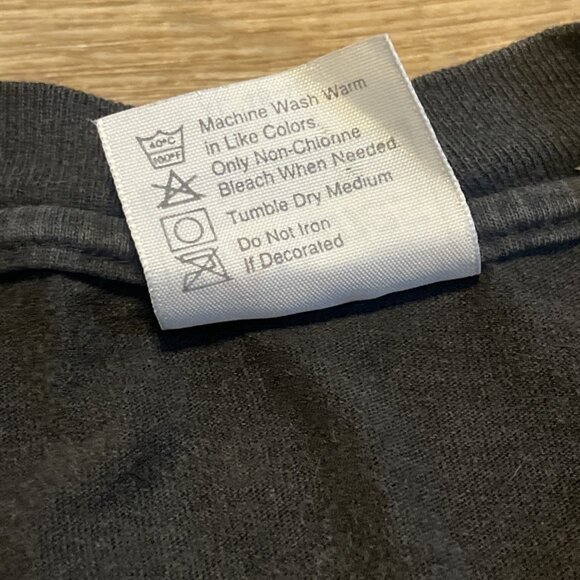 40°C
100°F
Machine Wash Warm
in Like Colors.
Only Non-Chlorine
Bleach When Needed.
Tumble Dry Medium
Do Not Iron
If Decorated